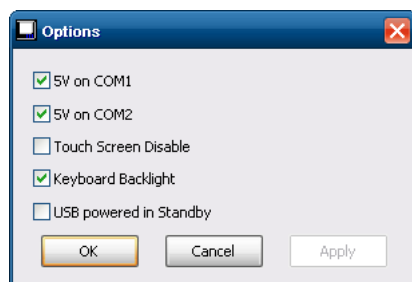 Options
5V on COM1
5V on COM2
Touch Screen Disable
Keyboard Backlight
USB powered in Standby
OK Cancel Apply